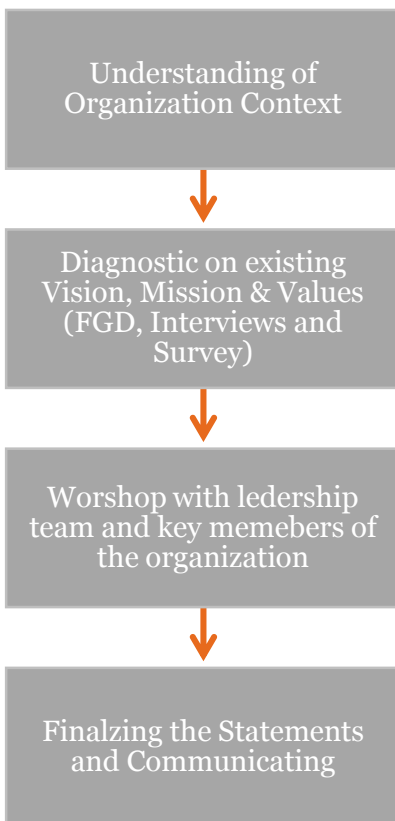 Understanding of
Organization Context
Diagnostic on existing
Vision, Mission & Values
(FGD, Interviews and
Survey)
Worshop with ledership
team and key memebers of
the organization
Finalzing the Statements
and Communicating